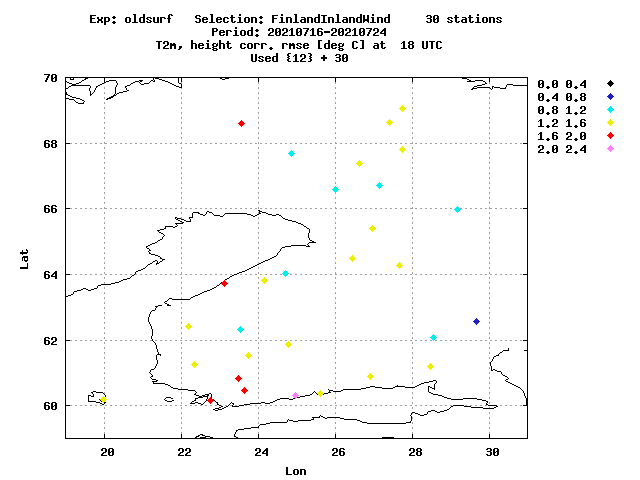 Exp: oldsurf Selection: FinlandInlandWind 30 stations
Period: 20210716-20210724
T2m, height corr. rmse [deg C] at 18 UTC
Used {12} + 30
0.0 0.4
0.4 0.8
0.8 1.2
1.2 1.6
1.6 2.0
2.0 2.4
70
68
66
64
62
60
Lat
20 22 24 26 28 30
Lon